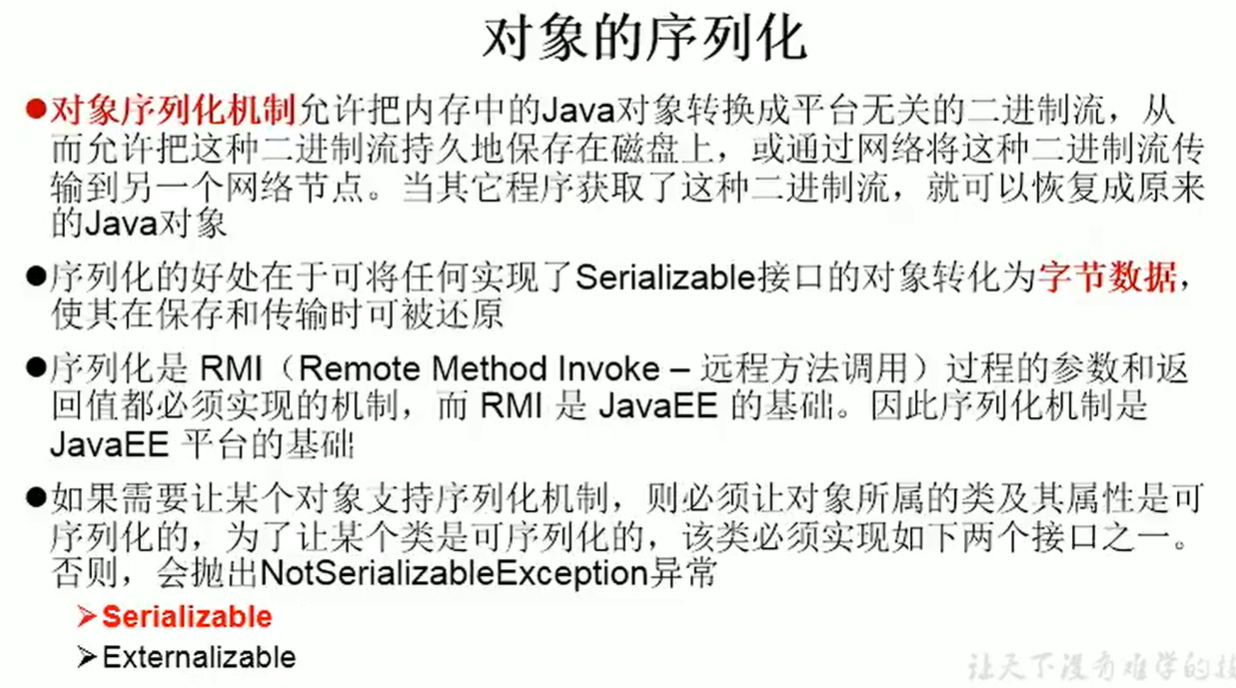 对象的序列化
●对象序列化机制允许把内存中的Java对象转换成平台无关的二进制流，从
而允许把这种二进制流持久地保存在磁盘上，或通过网络将这种二进制流传
输到另一个网络节点。当其它程序获取了这种二进制流，就可以恢复成原来
的Java对象
●序列化的好处在于可将任何实现了Serializable接口的对象转化为字节数据，
使其在保存和传输时可被还原
●序列化是 RMI（Remote Method Invoke – 远程方法调用）过程的参数和返
回值都必须实现的机制，而 RMI 是 JavaEE 的基础。因此序列化机制是
JavaEE 平台的基础
●如果需要让某个对象支持序列化机制，则必须让对象所属的类及其属性是可
序列化的，为了让某个类是可序列化的，该类必须实现如下两个接口之一。
否则，会抛出NotSerializableException异常
➢Serializable
➢Externalizable
让天下没有难学的技